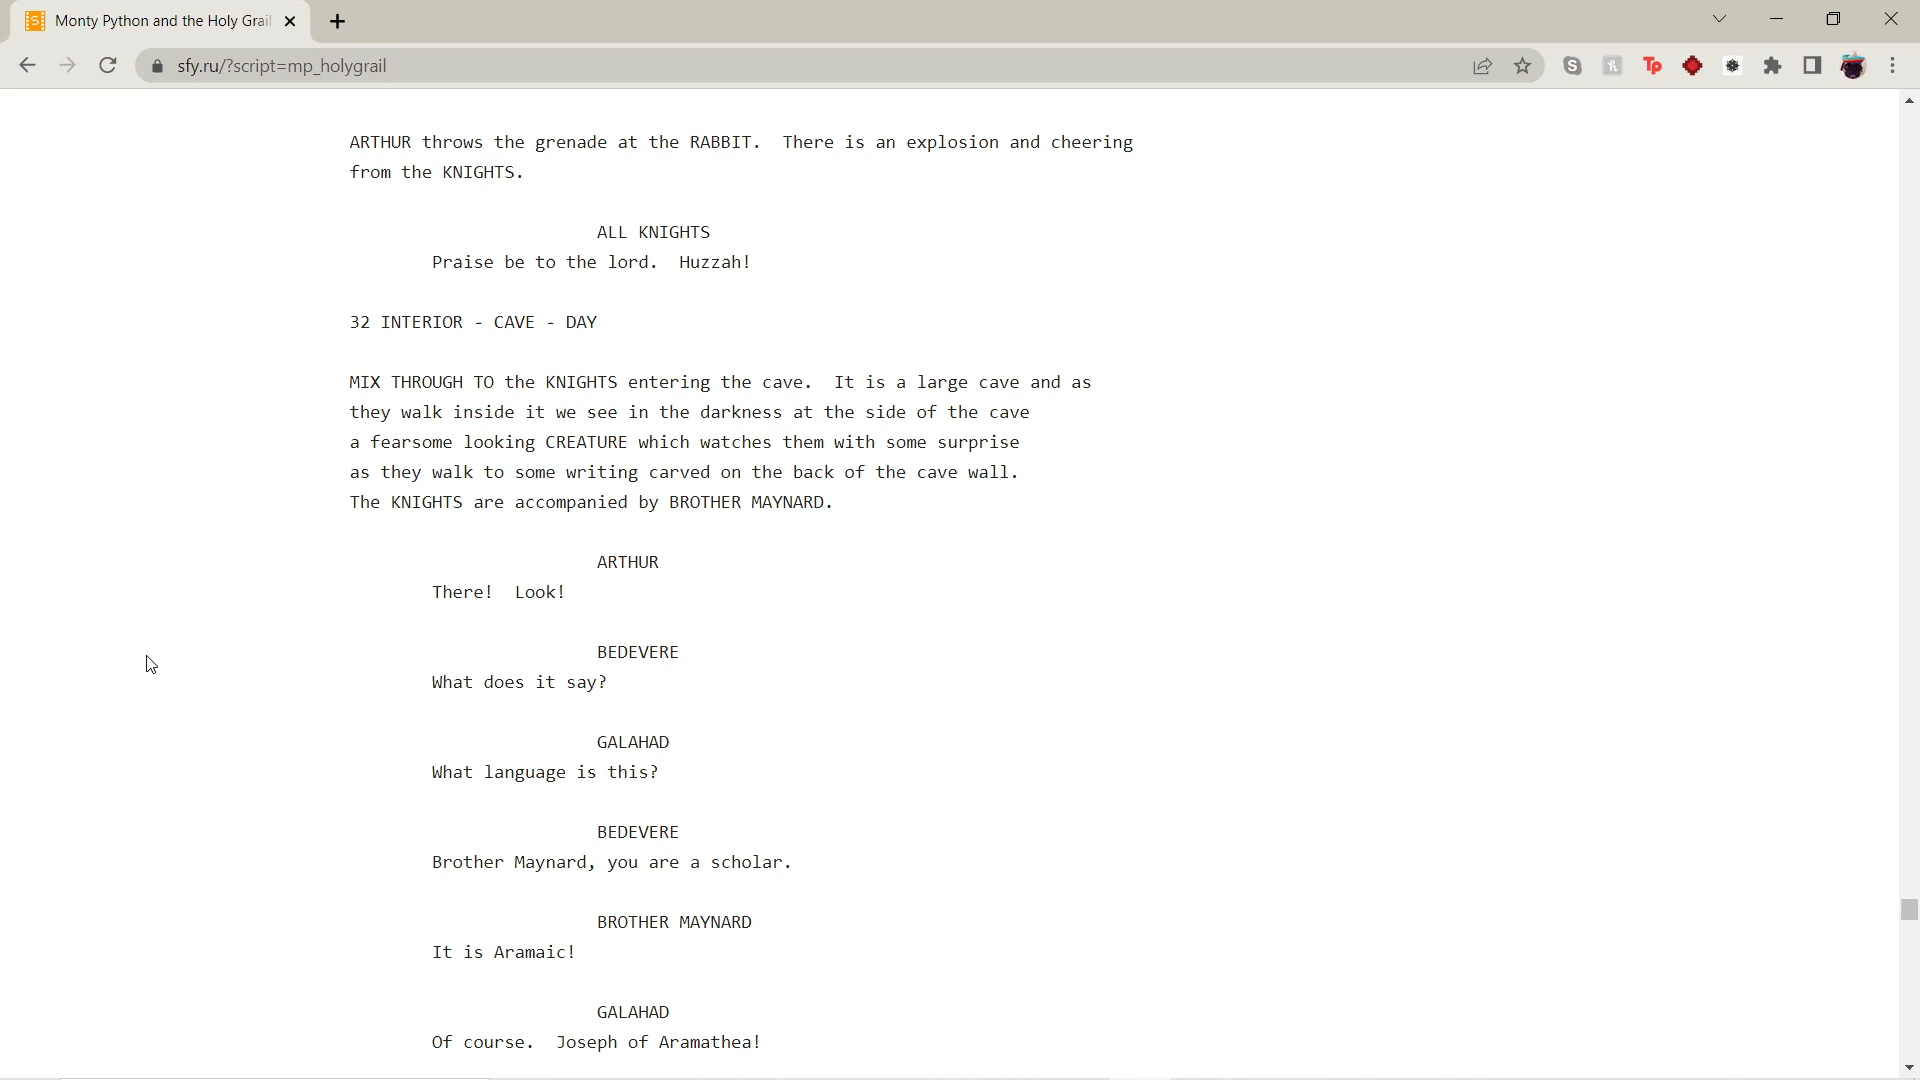 Monty Python and the Holy Grail
sfy.ru/?script=mp_holygrail
Tp
ARTHUR throws the grenade at the RABBIT. There is an explosion and cheering
from the KNIGHTS.
ALL KNIGHTS
Praise be to the lord. Huzzah!
32 INTERIOR - CAVE - DAY
MIX THROUGH TO the KNIGHTS entering the cave. It is a large cave and as
they walk inside it we see in the darkness at the side of the cave
a fearsome looking CREATURE which watches them with some surprise
as they walk to some writing carved on the back of the cave wall.
The KNIGHTS are accompanied by BROTHER MAYNARD.
ARTHUR
There! Look!
BEDEVERE
What does it say?
GALAHAD
What language is this?
BEDEVERE
Brother Maynard, you are a scholar.
BROTHER MAYNARD
It is Aramaic!
GALAHAD
Of course. Joseph of Aramathea!